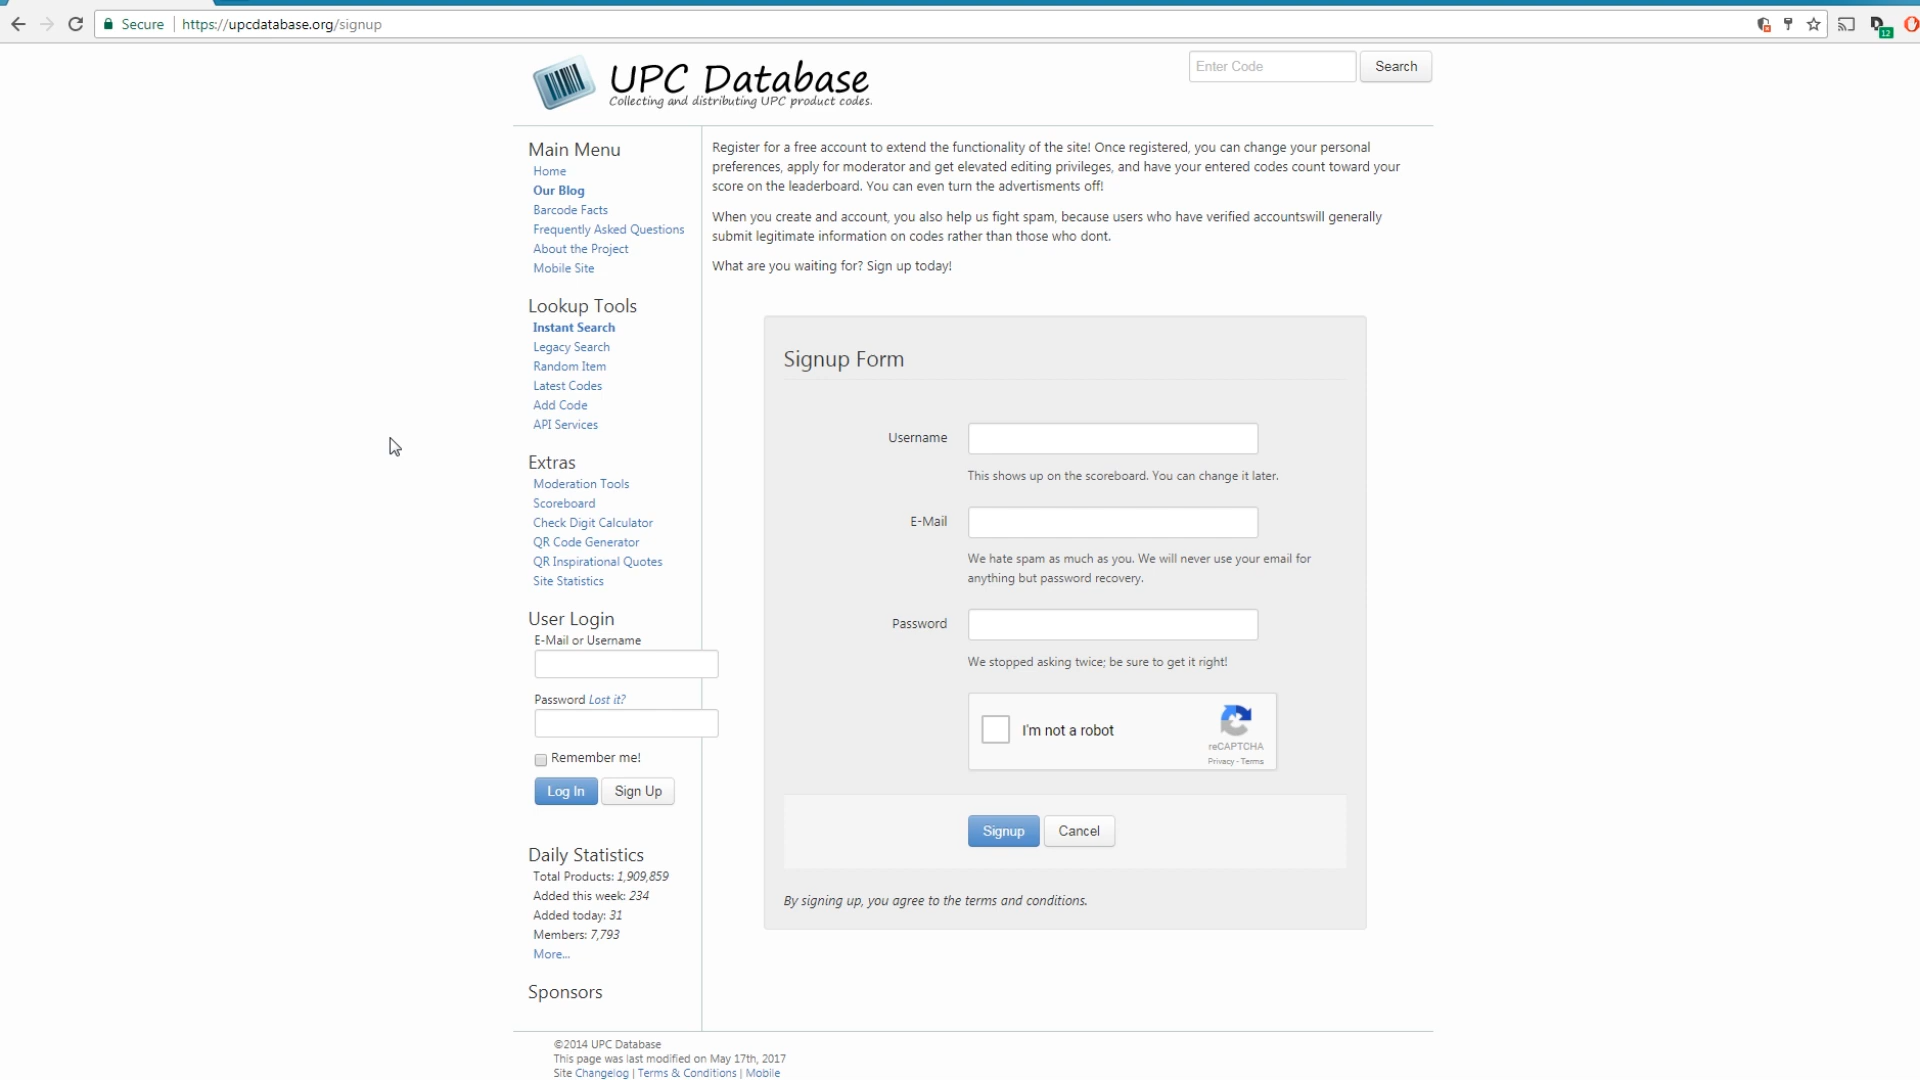 Secure | https://upcdatabase.org/signup
12
UPC Database
Collecting and distributing UPC product codes.
Enter Code
Search
Main Menu
Home
Our Blog
Barcode Facts
Frequently Asked Questions
About the Project
Mobile Site
Lookup Tools
Instant Search
Legacy Search
Random Item
Latest Codes
Add Code
API Services
Extras
Moderation Tools
Scoreboard
Check Digit Calculator
QR Code Generator
QR Inspirational Quotes
Site Statistics
User Login
E-Mail or Username
Password Lost it?
Remember me!
Log In
Sign Up
Daily Statistics
Total Products: 1,909,859
Added this week: 234
Added today: 31
Members: 7,793
More...
Sponsors
Register for a free account to extend the functionality of the site! Once registered, you can change your personal
preferences, apply for moderator and get elevated editing privileges, and have your entered codes count toward your
score on the leaderboard. You can even turn the advertisments off!
When you create and account, you also help us fight spam, because users who have verified accountswill generally
submit legitimate information on codes rather than those who dont.
What are you waiting for? Sign up today!
Signup Form
Username
This shows up on the scoreboard. You can change it later.
E-Mail
We hate spam as much as you. We will never use your email for
anything but password recovery.
Password
We stopped asking twice; be sure to get it right!
I'm not a robot
reCAPTCHA
Privacy - Terms
Signup
Cancel
By signing up, you agree to the terms and conditions.
©2014 UPC Database
This page was last modified on May 17th, 2017
Site Changelog | Terms & Conditions | Mobile